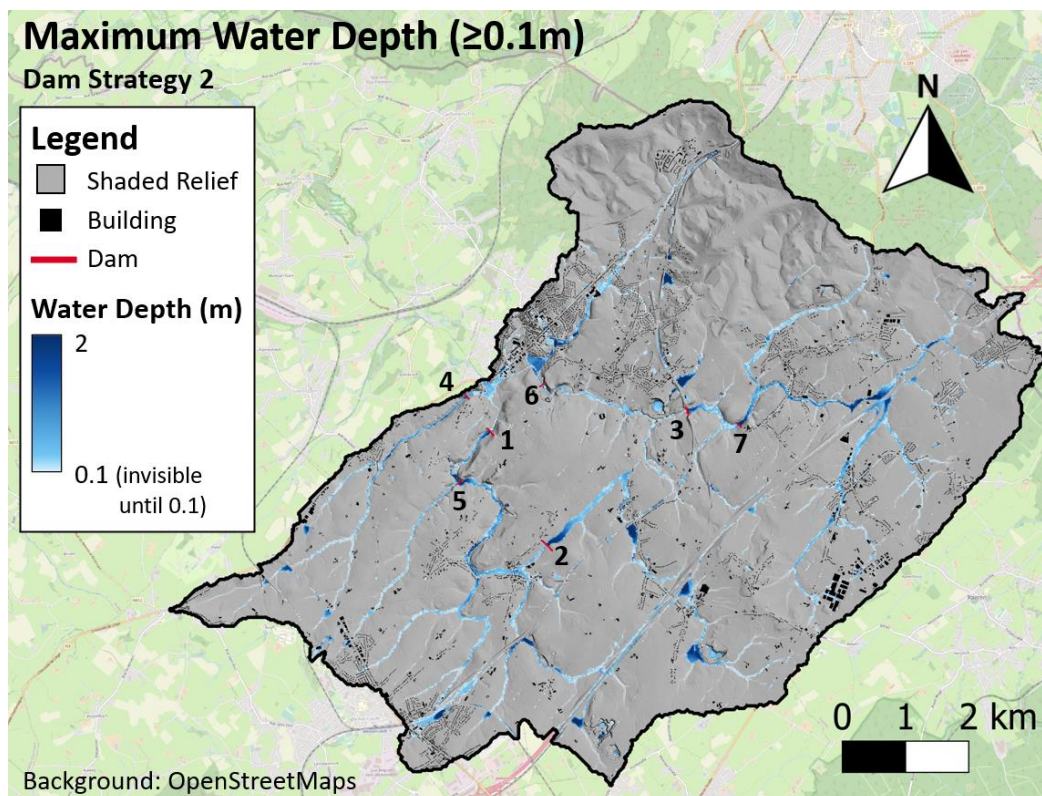 Maximum Water Depth (≥0.1m)
Dam Strategy 2
Legend
Shaded Relief
Building
Dam
Water Depth (m)
2
0.1 (invisible
until 0.1)
N
4
6
1
3
7
5
2
0 1 2 km
Background: OpenStreetMaps